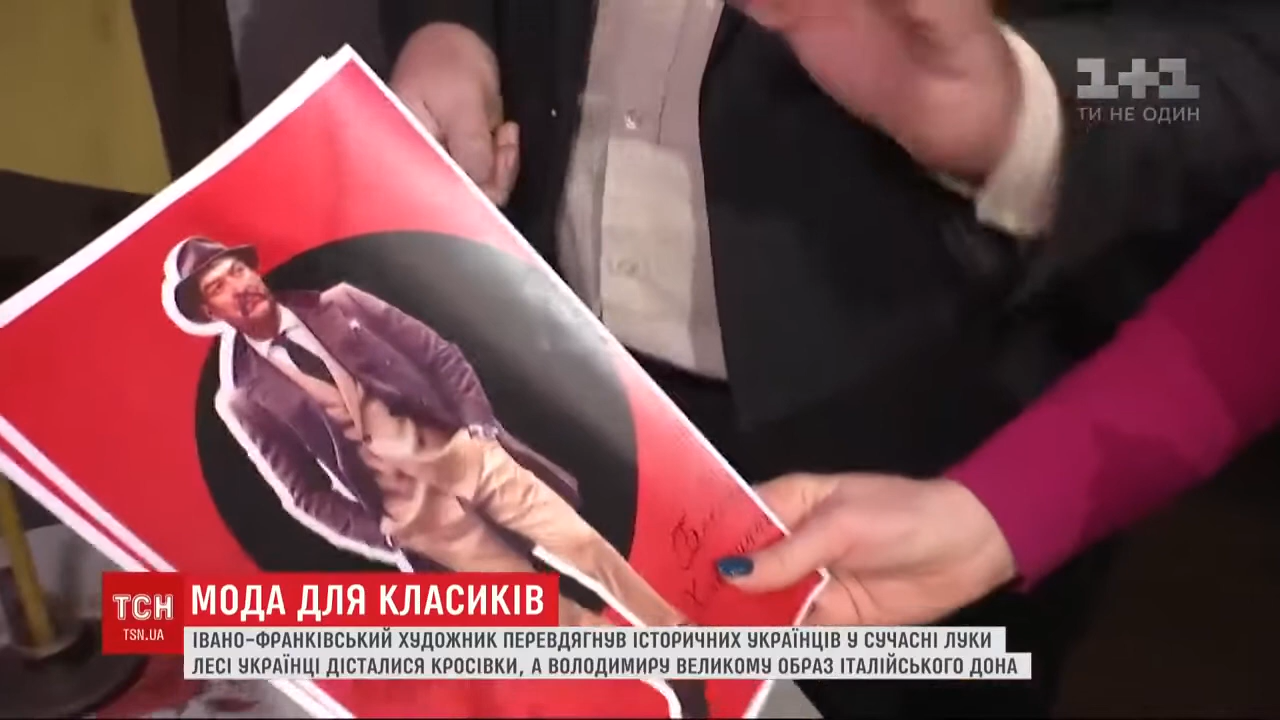 1+1
ТИ НЕ ОДИН
ТСН
TSN.UA
МОДА ДЛЯ КЛАСИКІВ
ІВАНО-ФРАНКІВСЬКИЙ ХУДОЖНИК ПЕРЕВДЯГНУВ ІСТОРИЧНИХ УКРАЇНЦІВ У СУЧАСНІ ЛУКИ
ЛЕСІ УКРАЇНЦІ ДІСТАЛИСЯ КРОСІВКИ, А ВОЛОДИМИРУ ВЕЛИКОМУ ОБРАЗ ІТАЛІЙСЬКОГО ДОНА